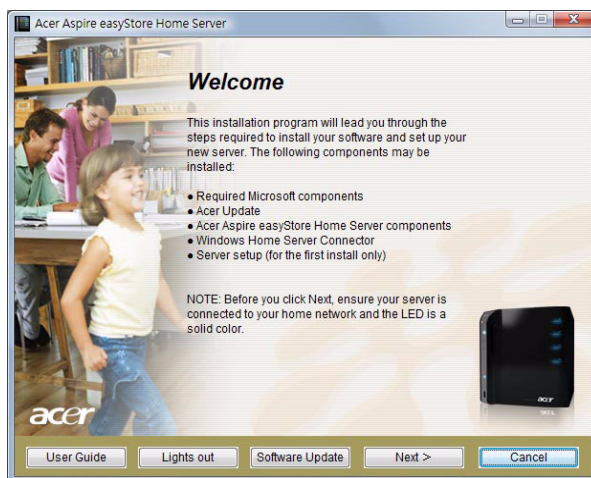 Acer Aspire easyStore Home Server
Welcome
This installation program will lead you through the
steps required to install your software and set up your
new server. The following components may be
installed:
● Required Microsoft components
● Acer Update
● Acer Aspire easyStore Home Server components
● Windows Home Server Connector
● Server setup (for the first install only)
NOTE: Before you click Next, ensure your server is
connected to your home network and the LED is a
solid color.
acer
acer
User Guide
Lights out
Software Update
Next >
Cancel